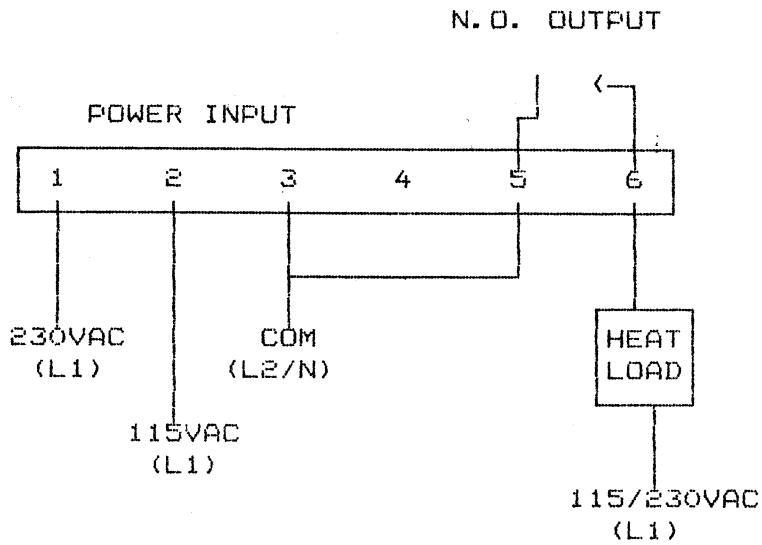 N.O. OUTPUT
POWER INPUT
1 2 3 4 5 6
230VAC
(L1)
COM
(L2/N)
HEAT
LOAD
115VAC
(L1)
115/230VAC
(L1)